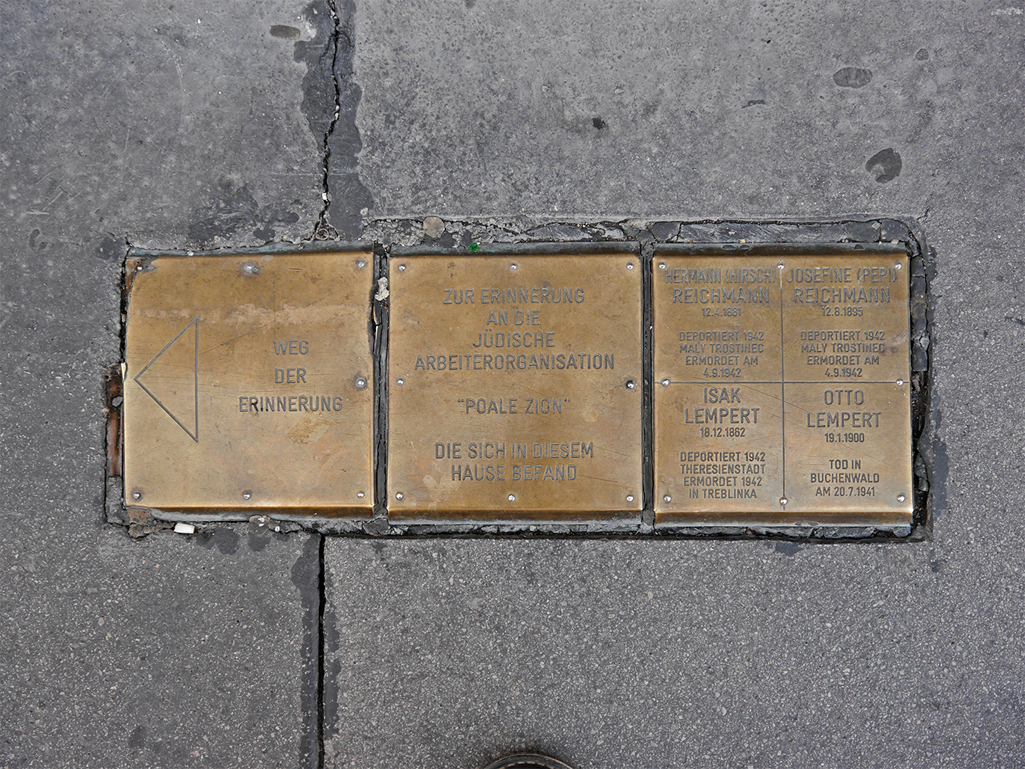 WEG
DER
ERINNERUNG
ZUR ERINNERUNG
AN DIE
JÜDISCHE
ARBEITERORGANISATION
"POALE ZION"
DIE SICH IN DIESEM
HAUSE BEFAND
HERMANN (HIRSCH)
REICHMANN
12.4.1881
DEPORTIERT 1942
MALY TROSTINEC
ERMORDET AM
4.9.1942
JOSEFINE (PEPI)
REICHMANN
12.8.1895
DEPORTIERT 1942
MALY TROSTINEC
ERMORDET AM
4.9.1942
ISAK
LEMPERT
18.12.1862
DEPORTIERT 1942
THERESIENSTADT
ERMORDET 1942
IN TREBLINKA
OTTO
LEMPERT
19.1.1900
TOD IN
BUCHENWALD
AM 20.7.1941